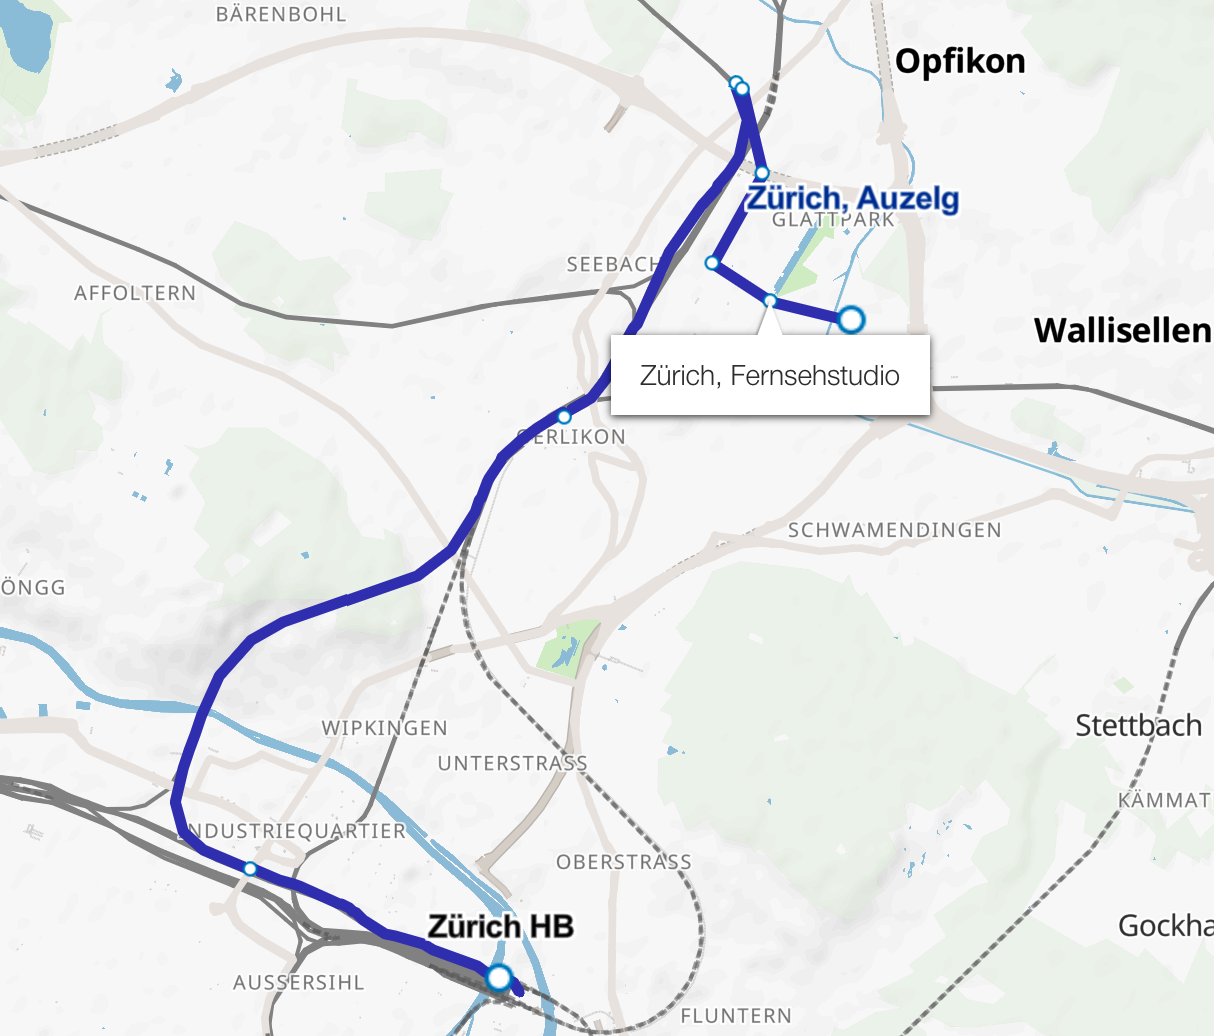 BÄRENBOHL
Opfikon
Zürich, Auzelg
GLATTPARK
SEEBACH
AFFOLTERN
Wallisellen
Zürich, Fernsehstudio
OERLIKON
SCHWAMENDINGEN
ÖNGG
Stettbach
WIPKINGEN
UNTERSTRASS
KÄMMAT
INDUSTRIEQUARTIER
OBERSTRASS
Zürich HB
Gockha
AUSSERSIHL
FLUNTERN